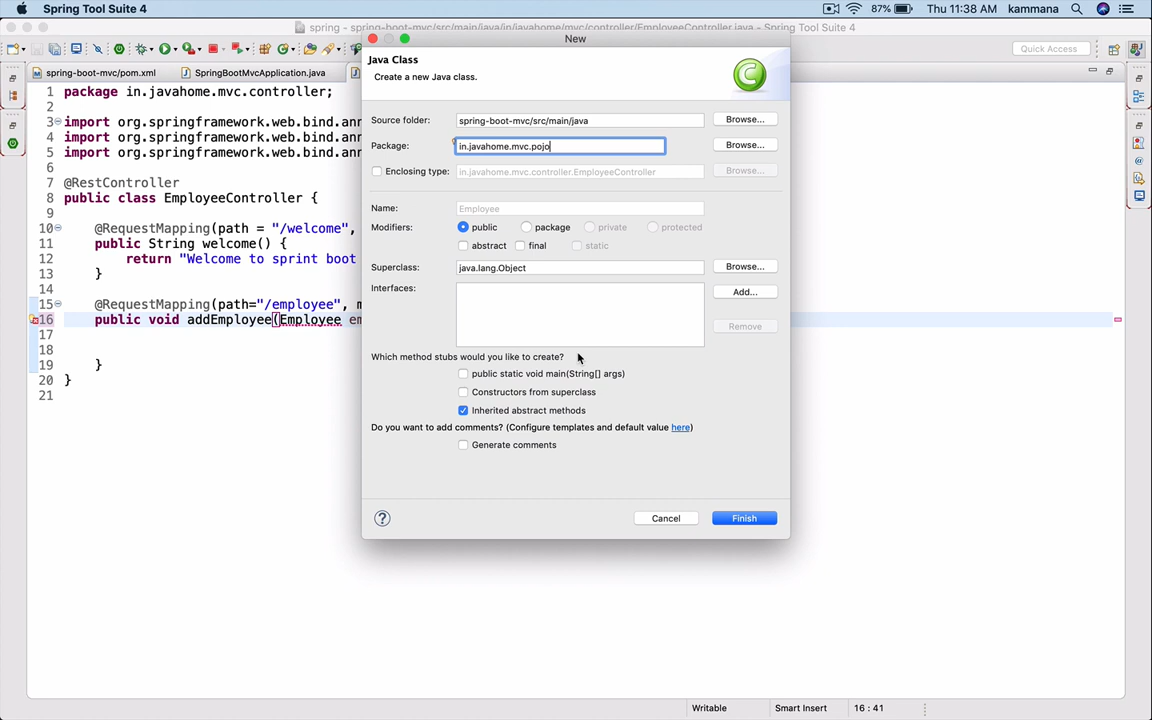 Spring Tool Suite 4
87%
Thu 11:38 AM
kammana
spring - spring-boot-mvc/src/main/java/in/javahome/mvc/controller/EmployeeController.java - Spring Tool Suite 4
New
Quick Access
spring-boot-mvc/pom.xml
SpringBootMvcApplication.java
Java Class
Create a new Java class.
Source folder:
spring-boot-mvc/src/main/java
Browse...
Package:
in.javahome.mvc.pojo
Browse...
Enclosing type:
in.javahome.mvc.controller.EmployeeController
Browse...
Name:
Employee
Modifiers:
public
package
private
protected
abstract
final
static
Superclass:
java.lang.Object
Browse...
Interfaces:
Add...
Remove
Which method stubs would you like to create?
public static void main(String[] args)
Constructors from superclass
Inherited abstract methods
Do you want to add comments? (Configure templates and default value here)
Generate comments
?
Cancel
Finish
1 package in.javahome.mvc.controller;
2
3 import org.springframework.web.bind.ann
4 import org.springframework.web.bind.ann
5 import org.springframework.web.bind.ann
6
7 @RestController
8 public class EmployeeController {
9
10 @RequestMapping(path = "/welcome",
11 public String welcome() {
12 return "Welcome to sprint boot
13 }
14
15 @RequestMapping(path="/employee", m
16 public void addEmployee(Employee em
17
18
19 }
20 }
21
Writable
Smart Insert
16 : 41